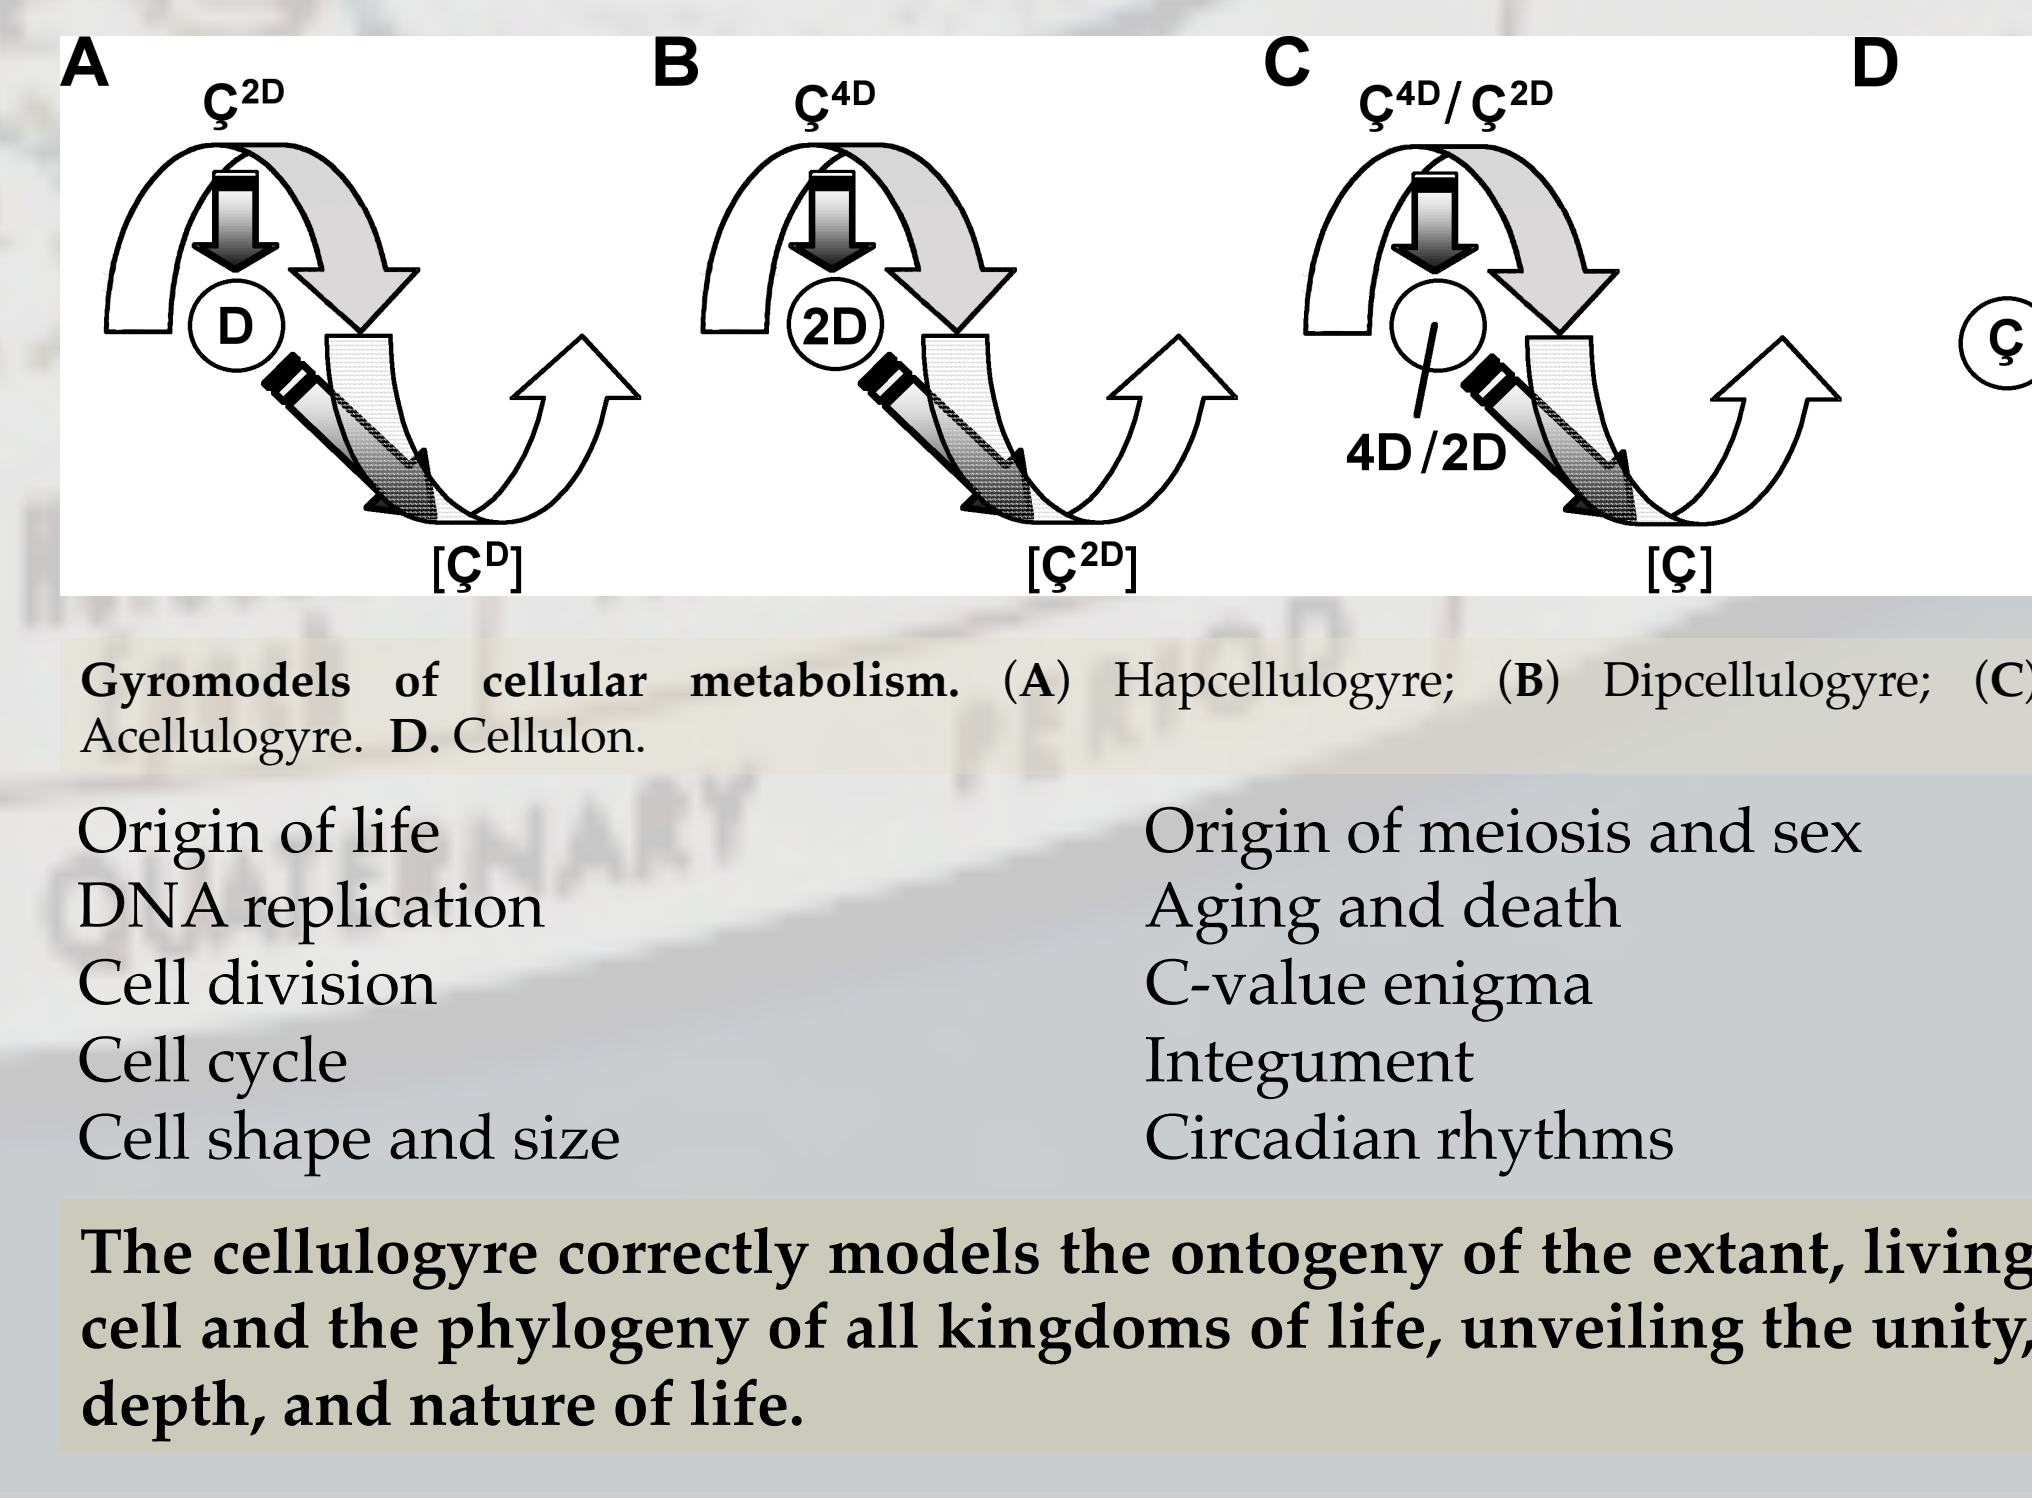 A B C D
Ç2D Ç4D Ç4D / Ç2D
D 2D Ç
4D /2D
[ÇD] [Ç2D] [Ç]
Gyromodels of cellular metabolism. (A) Hapcellulogyre; (B) Dipcellulogyre; (C)
Acellulogyre. D. Cellulon.
Origin of life
DNA replication
Cell division
Cell cycle
Cell shape and size
Origin of meiosis and sex
Aging and death
C-value enigma
Integument
Circadian rhythms
The cellulogyre correctly models the ontogeny of the extant, living
cell and the phylogeny of all kingdoms of life, unveiling the unity,
depth, and nature of life.
QUATERNARY
PERIOD